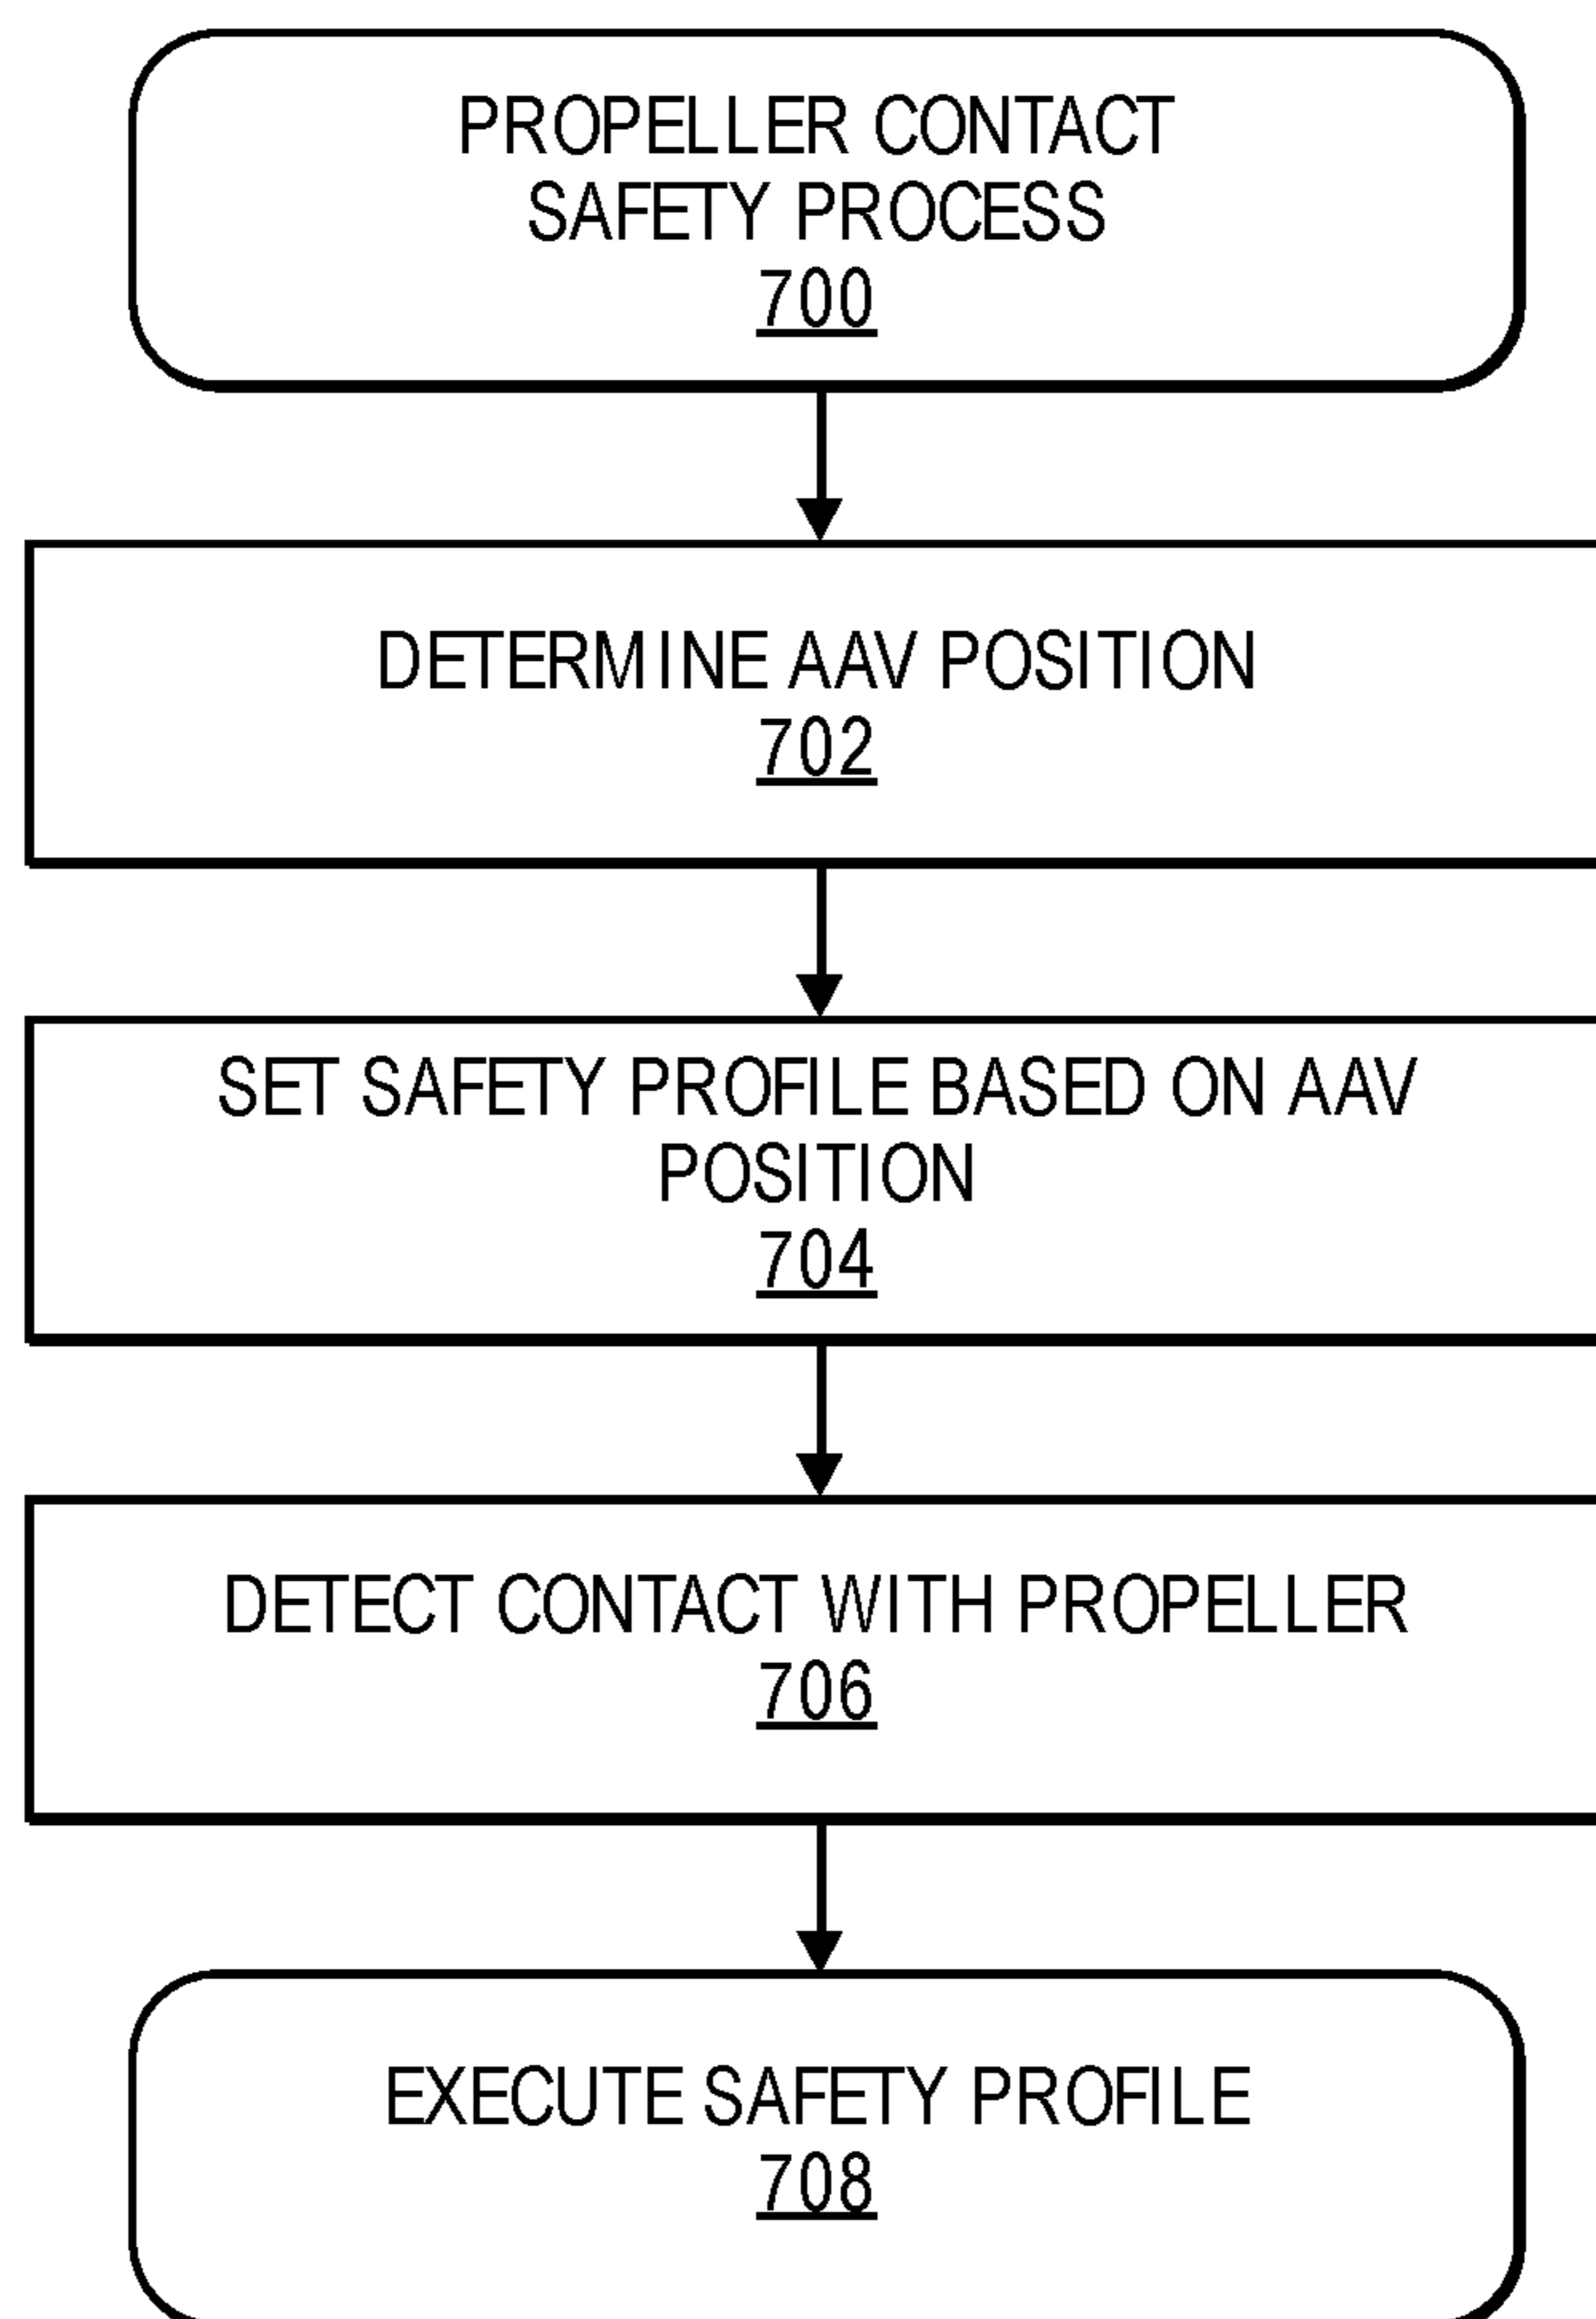 PROPELLER CONTACT
SAFETY PROCESS
700
DETERMINE AAV POSITION
702
SET SAFETY PROFILE BASED ON AAV
POSITION
704
DETECT CONTACT WITH PROPELLER
706
EXECUTE SAFETY PROFILE
708